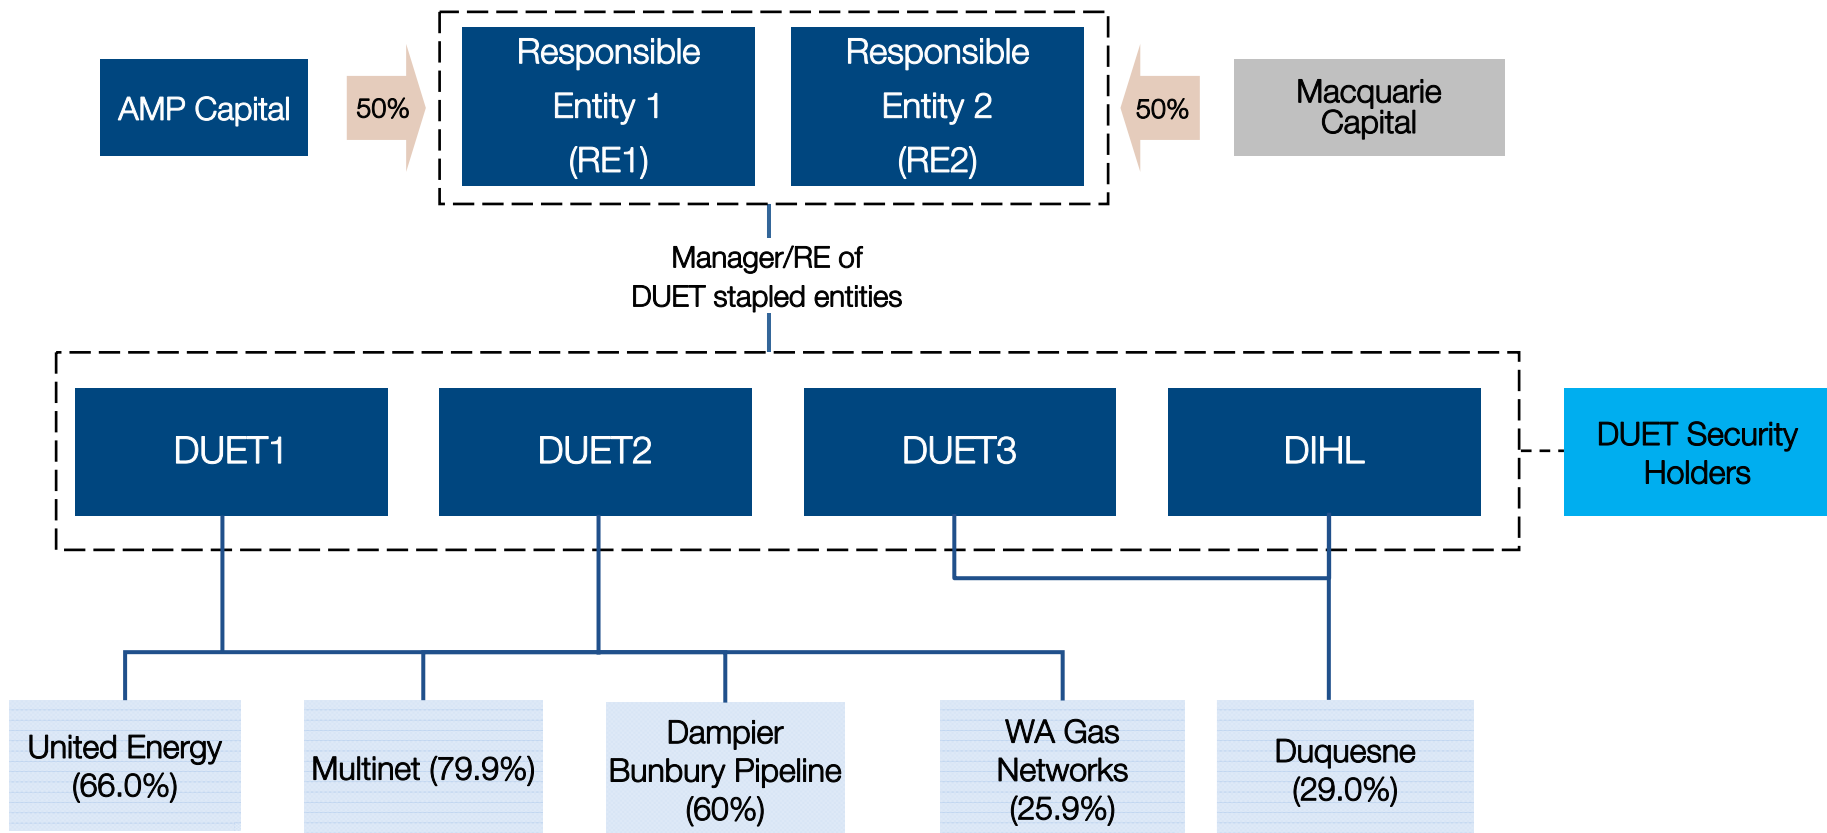 AMP Capital
50%
Responsible
Entity 1
(RE1)
Responsible
Entity 2
(RE2)
50%
Macquarie
Capital
Manager/RE of
DUET stapled entities
DUET1
DUET2
DUET3
DIHL
DUET Security
Holders
United Energy
(66.0%)
Multinet (79.9%)
Dampier
Bunbury Pipeline
(60%)
WA Gas
Networks
(25.9%)
Duquesne
(29.0%)